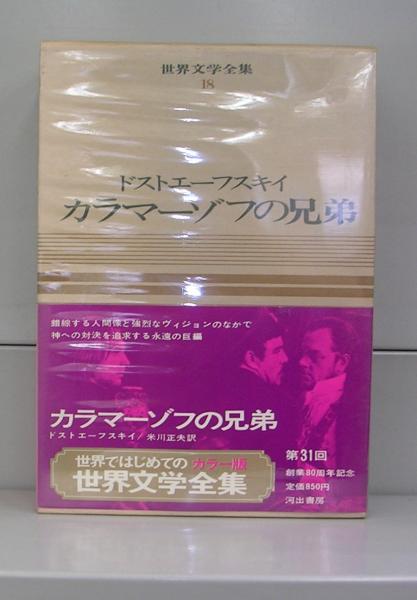 世界文学全集
18
ドストエーフスキイ
カラマーゾフの兄弟
錯綜する人間像と強烈なヴィジョンのなかで
神への対決を追求する永遠の巨編
カラマーゾフの兄弟
ドストエーフスキイ/米川正夫訳
世界ではじめての カラー版
世界文学全集
第31回
創業80周年記念
定価850円
河出書房